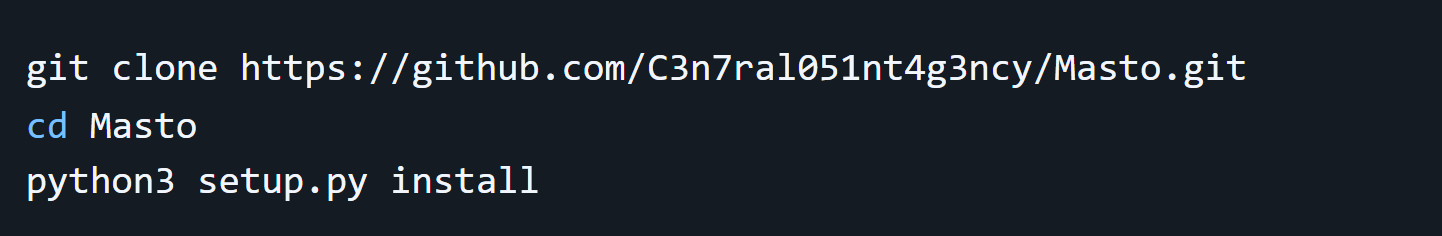 git clone https://github.com/C3n7ral051nt4g3ncy/Masto.git
cd Masto
python3 setup.py install